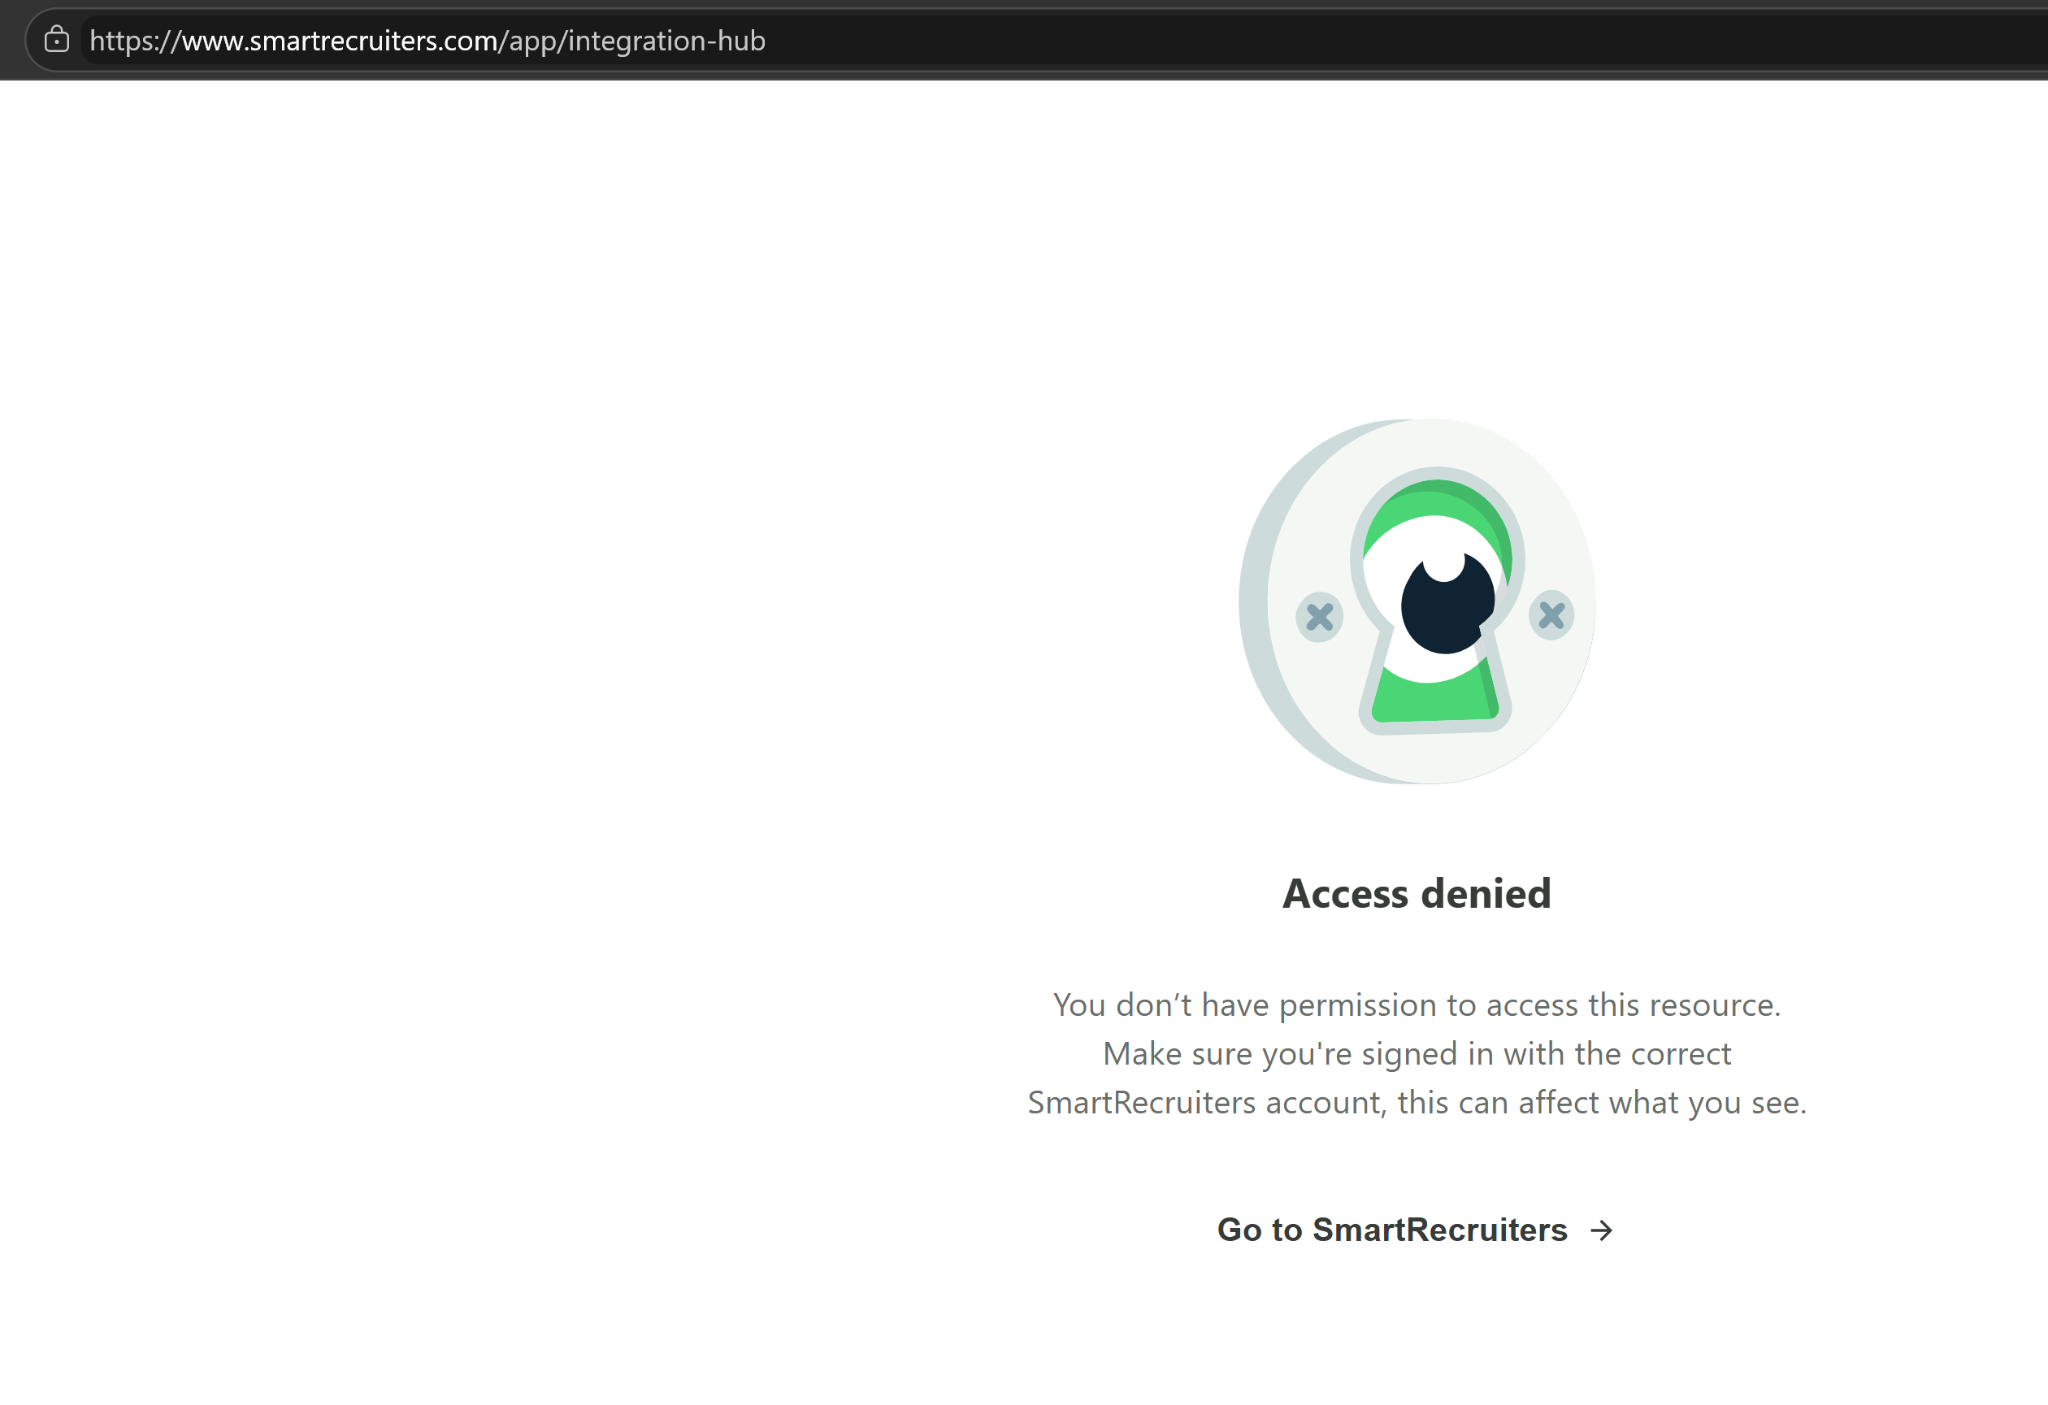 https://www.smartrecruiters.com/app/integration-hub
Access denied
You don’t have permission to access this resource.
Make sure you're signed in with the correct
SmartRecruiters account, this can affect what you see.
Go to SmartRecruiters →